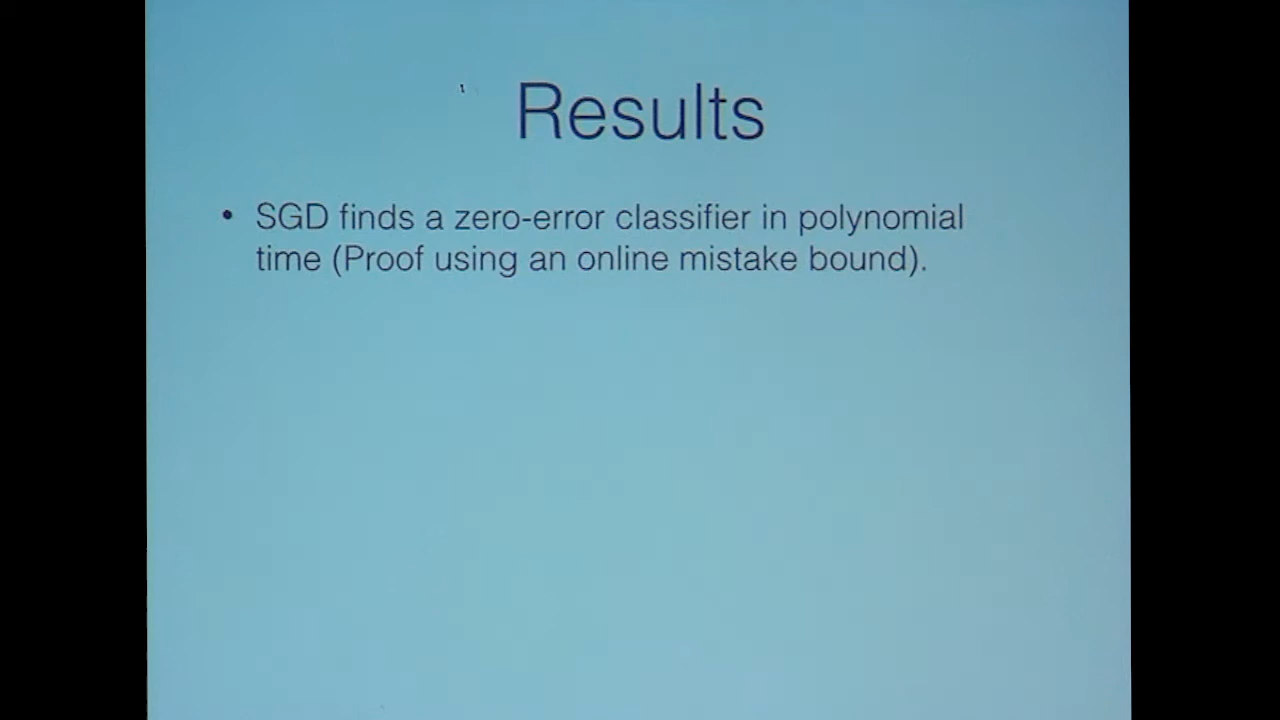 Results
• SGD finds a zero-error classifier in polynomial
time (Proof using an online mistake bound).